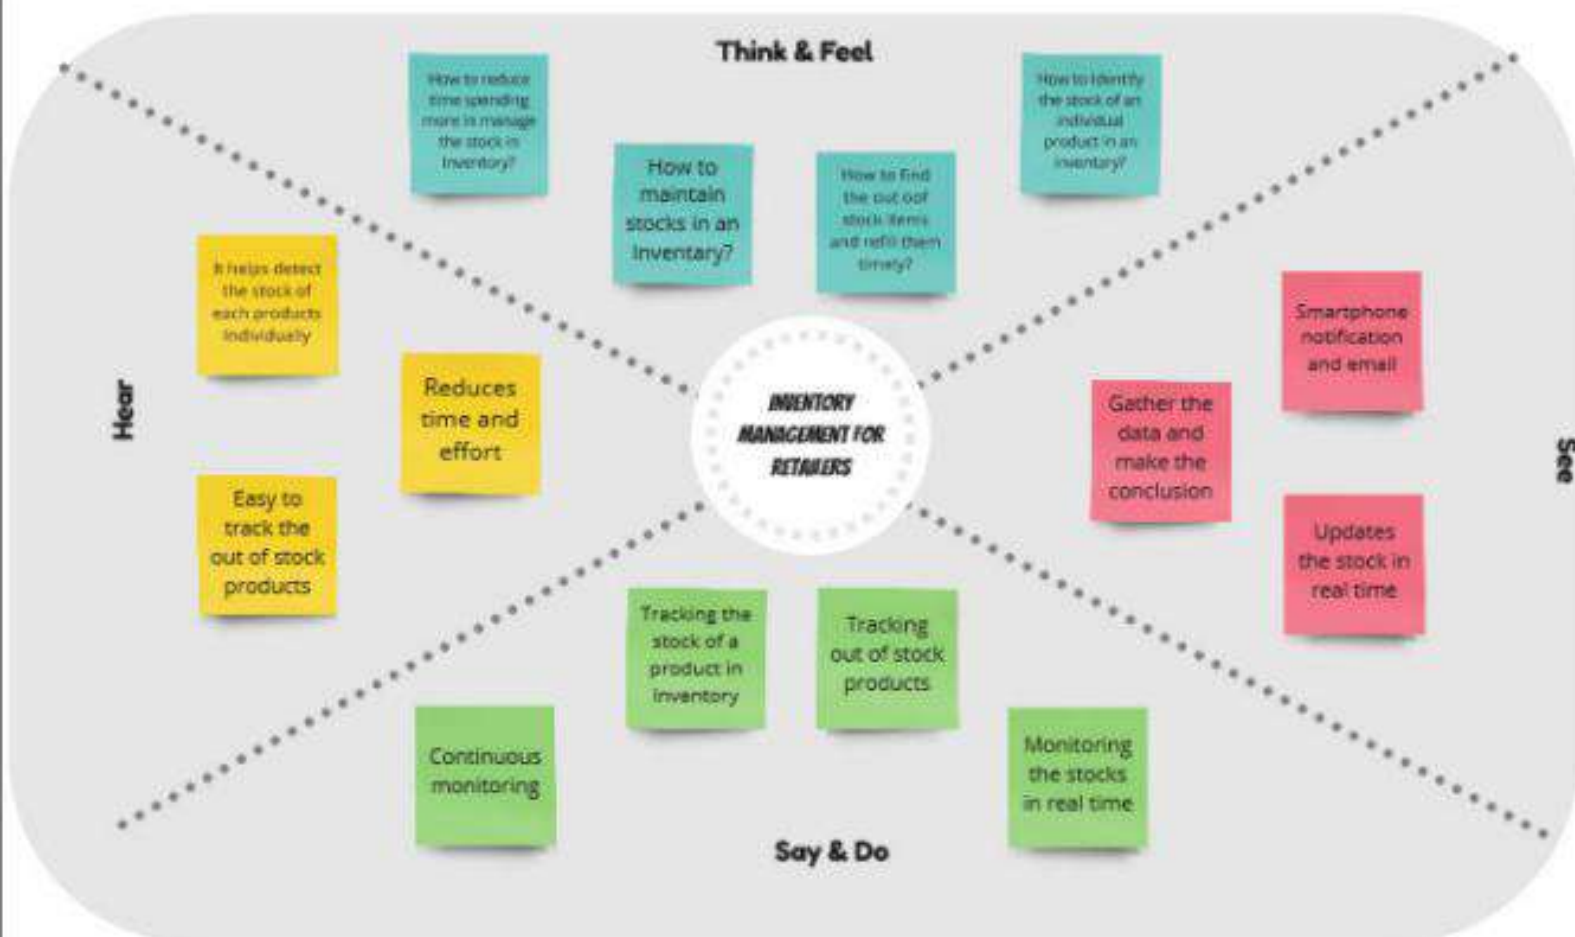 Think & Feel
How to reduce
time spending
more in manage
the stock in
Inventory?
How to
maintain
stocks in an
Inventary?
How to find
the out oof
stock items
and refill them
timely?
How to identify
the stock of an
individual
product in an
inventory?
Hear
It helps detect
the stock of
each products
individually
Reduces
time and
effort
Easy to
track the
out of stock
products
INVENTORY
MANAGEMENT FOR
RETAILERS
See
Smartphone
notification
and email
Gather the
data and
make the
conclusion
Updates
the stock in
real time
Tracking the
stock of a
product in
Inventory
Tracking
out of stock
products
Continuous
monitoring
Monitoring
the stocks
in real time
Say & Do